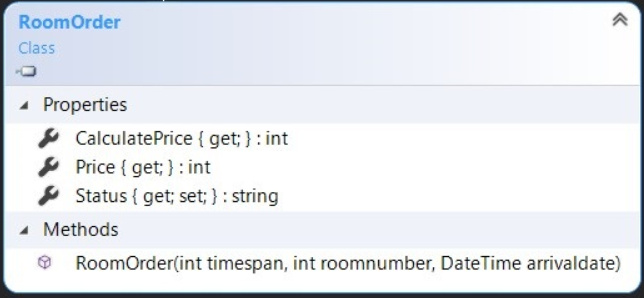 RoomOrder
Class
Properties
CalculatePrice { get; } : int
Price { get; } : int
Status { get; set; } : string
Methods
RoomOrder(int timespan, int roomnumber, DateTime arrivaldate)